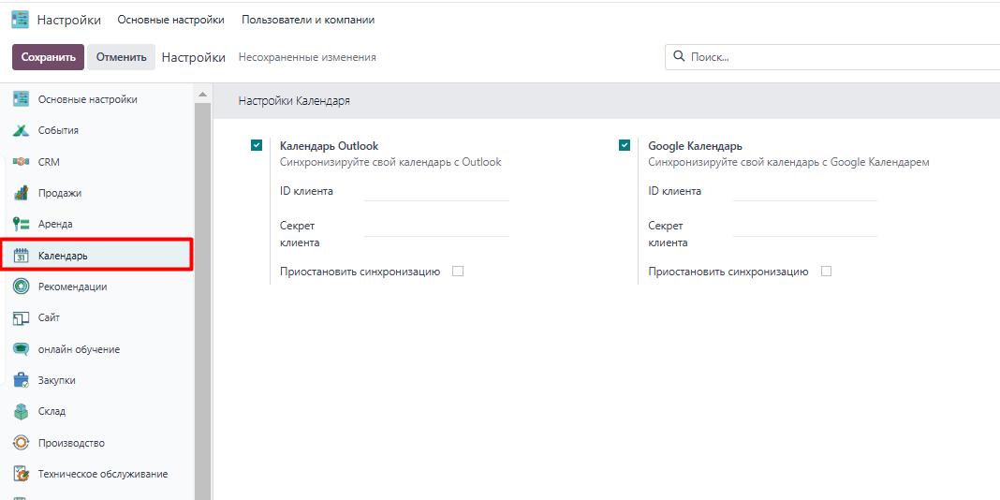 Настройки Основные настройки Пользователи и компании
Сохранить Отменить Настройки Несохраненные изменения Поиск...
Основные настройки
События
CRM
Продажи
Аренда
31 Календарь
Рекомендации
Сайт
онлайн обучение
Закупки
Склад
Производство
Техническое обслуживание
Настройки Календаря
Календарь Outlook
Синхронизируйте свой календарь с Outlook
ID клиента
Секрет
клиента
Приостановить синхронизацию
Google Календарь
Синхронизируйте свой календарь с Google Календарем
ID клиента
Секрет
клиента
Приостановить синхронизацию